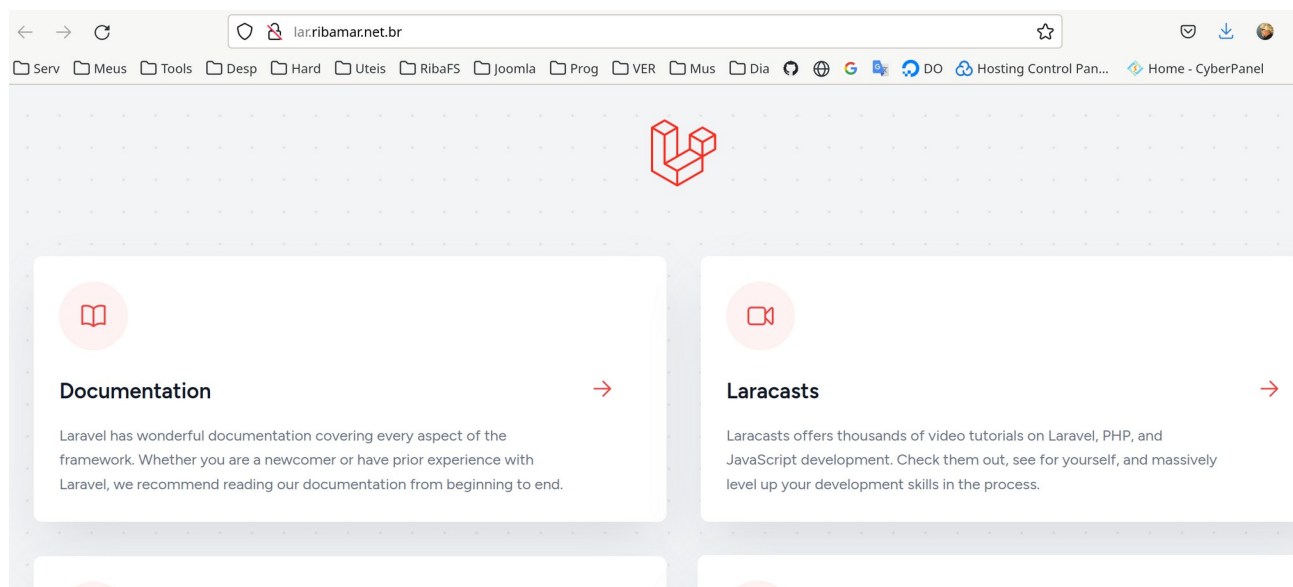 lar.ribamar.net.br
Serv Meus Tools Desp Hard Uteis RibaFS Joomla Prog VER Mus Dia DO Hosting Control Pan... Home - CyberPanel
Documentation
Laravel has wonderful documentation covering every aspect of the
framework. Whether you are a newcomer or have prior experience with
Laravel, we recommend reading our documentation from beginning to end.
Laracasts
Laracasts offers thousands of video tutorials on Laravel, PHP, and
JavaScript development. Check them out, see for yourself, and massively
level up your development skills in the process.